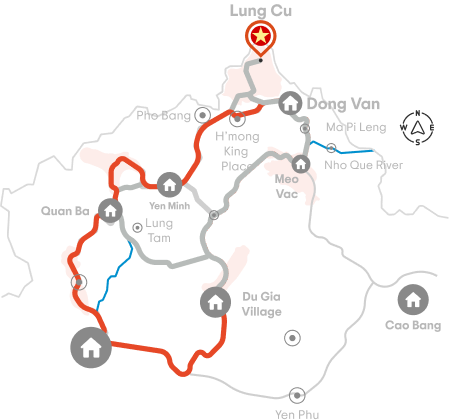 Lung Cu
Dong Van
Pho Bang
Ma Pi Leng
N
W
E
S
H'mong
King
Place
Nho Que River
Meo
Vac
Yen Minh
Quan Ba
Lung
Tam
Du Gia
Village
Cao Bang
Yen Phu